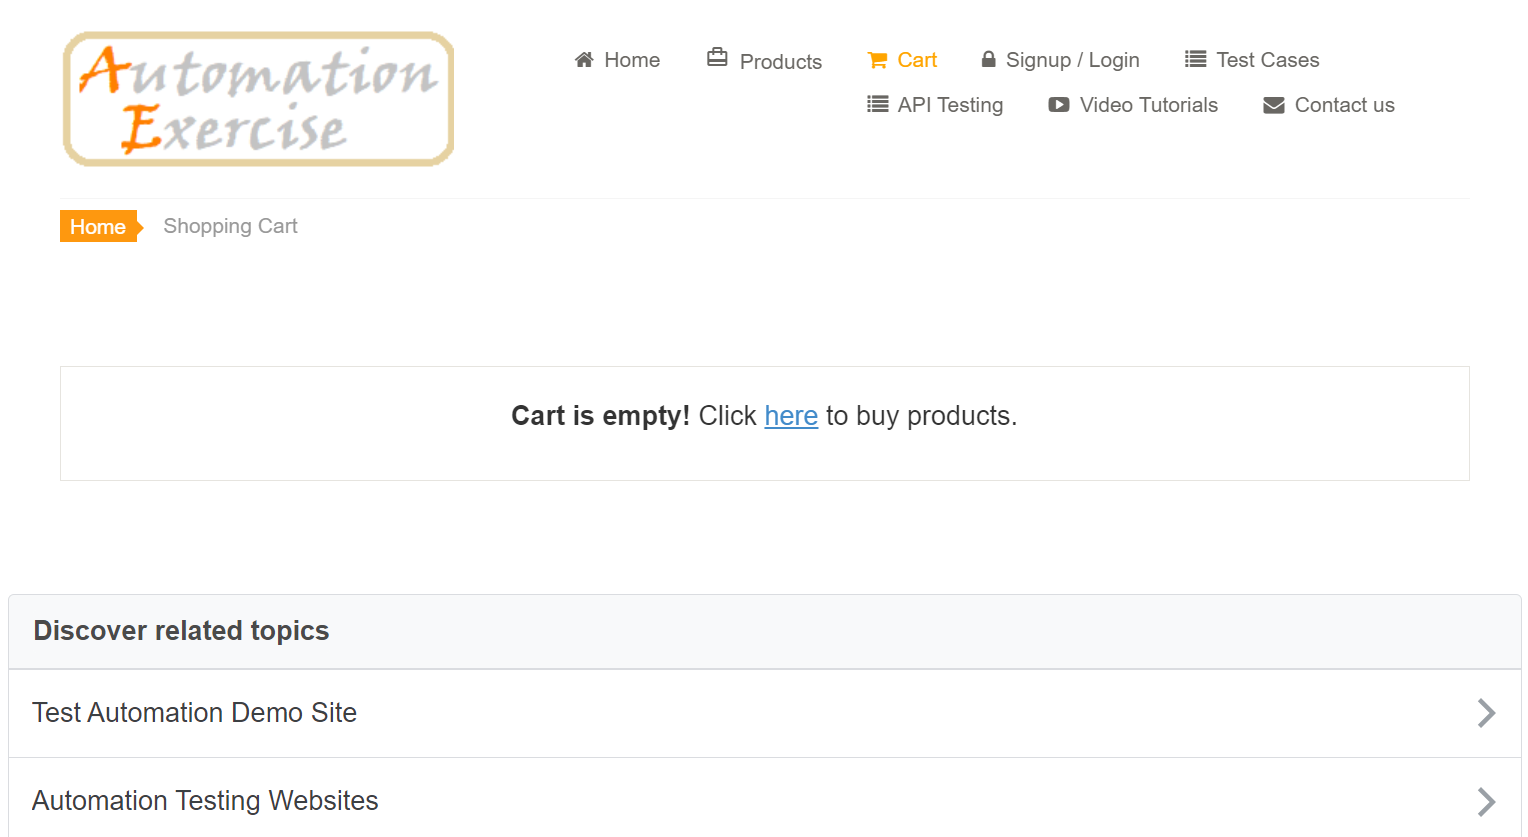 Automation
Exercise
Home
Products
Cart
Signup / Login
Test Cases
API Testing
Video Tutorials
Contact us
Home
Shopping Cart
Cart is empty! Click here to buy products.
Discover related topics
Test Automation Demo Site
Automation Testing Websites